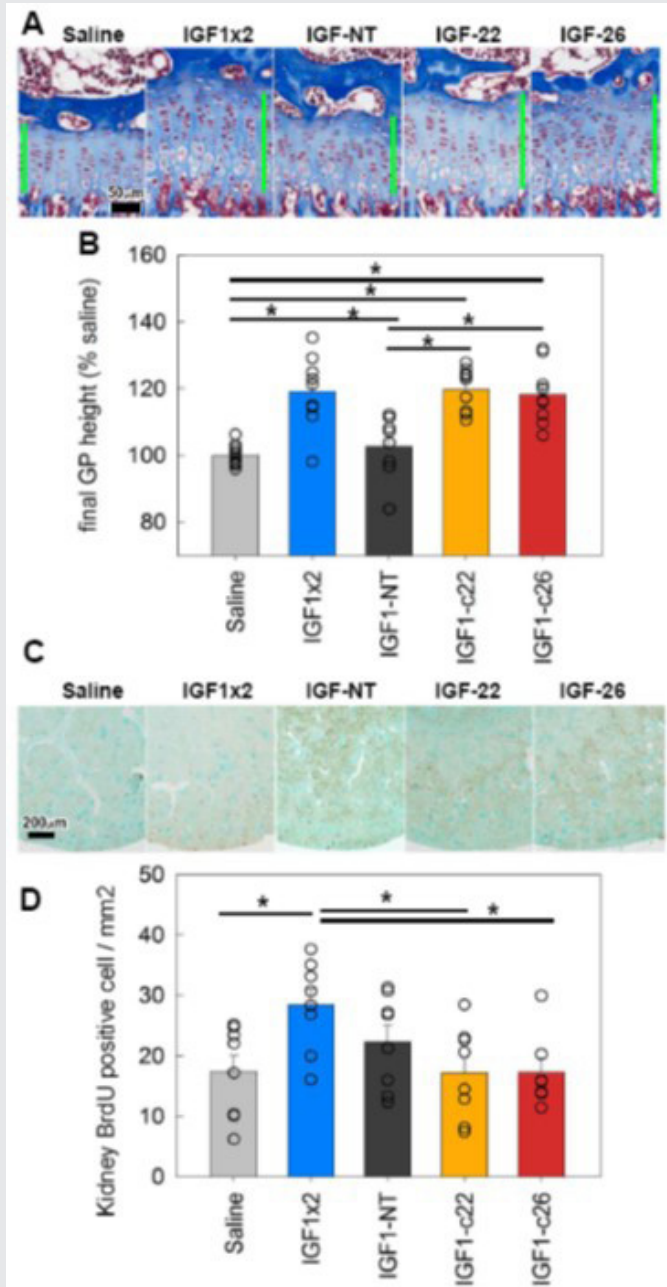 A
Saline IGF1x2 IGF-NT IGF-22 IGF-26
50µm
B
final GP height (% saline)
160
140
120
100
80
*
*
* *
*
*
Saline
IGF1x2
IGF1-NT
IGF1-c22
IGF1-c26
C
Saline IGF1x2 IGF-NT IGF-22 IGF-26
200µm
D
Kidney BrdU positive cell / mm2
50
40
30
20
10
0
*
*
*
Saline
IGF1x2
IGF1-NT
IGF1-c22
IGF1-c26